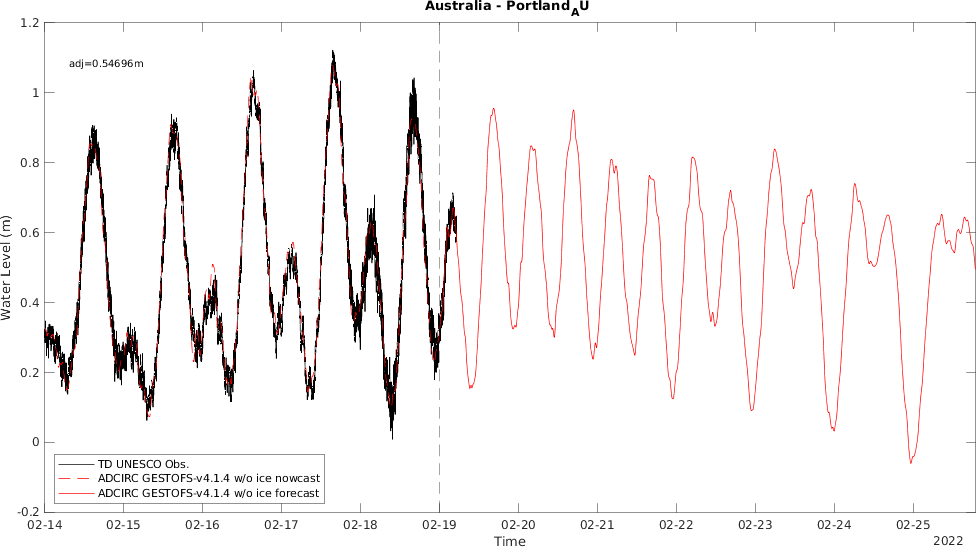 Australia - Portland_AU
1.2
adj=0.54696m
1
0.8
0.6
Water Level (m)
0.4
0.2
0
TD UNESCO Obs.
ADCIRC GESTOFS-v4.1.4 w/o ice nowcast
ADCIRC GESTOFS-v4.1.4 w/o ice forecast
-0.2
02-14 02-15 02-16 02-17 02-18 02-19 02-20 02-21 02-22 02-23 02-24 02-25
Time
2022